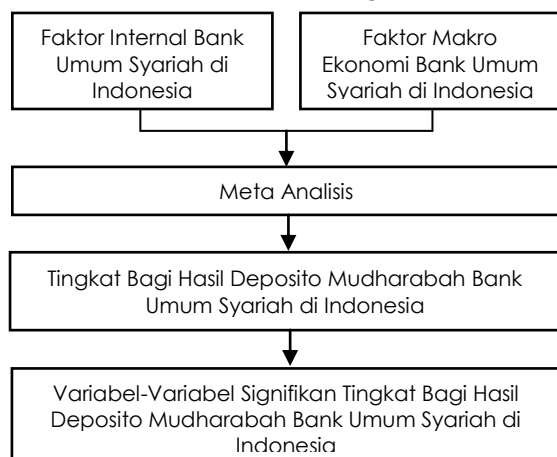 Faktor Internal Bank
Umum Syariah di
Indonesia
Faktor Makro
Ekonomi Bank Umum
Syariah di Indonesia
Meta Analisis
Tingkat Bagi Hasil Deposito Mudharabah Bank
Umum Syariah di Indonesia
Variabel-Variabel Signifikan Tingkat Bagi Hasil
Deposito Mudharabah Bank Umum Syariah di
Indonesia